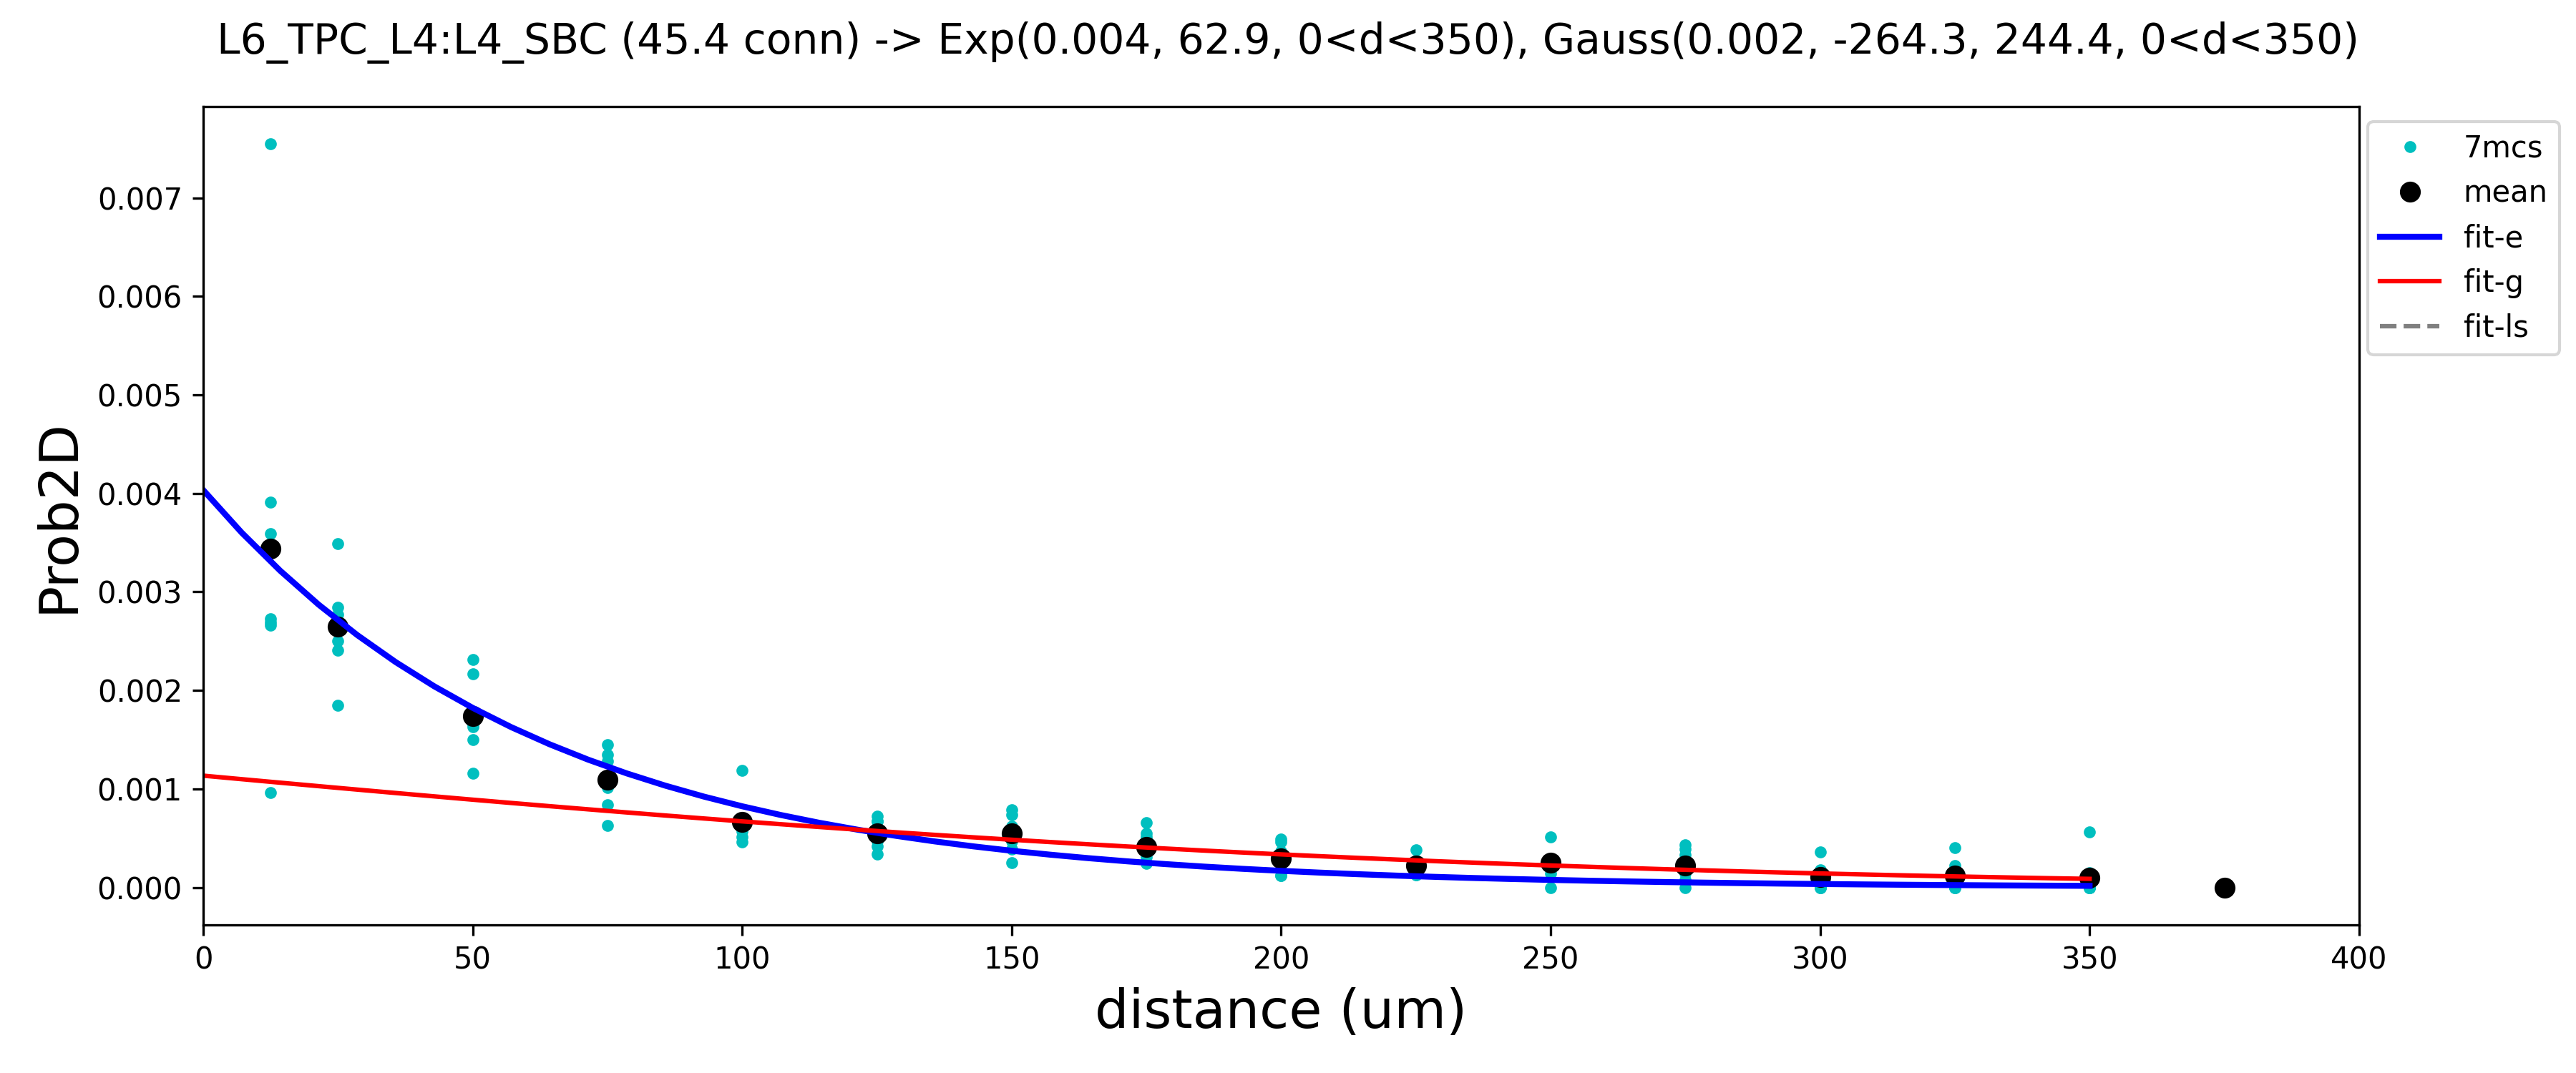 L6_TPC_L4:L4_SBC (45.4 conn) -> Exp(0.004, 62.9, 0<d<350), Gauss(0.002, -264.3, 244.4, 0<d<350)
7mcs
mean
fit-e
fit-g
fit-ls
Prob2D
0.007
0.006
0.005
0.004
0.003
0.002
0.001
0.000
0 50 100 150 200 250 300 350 400
distance (um)